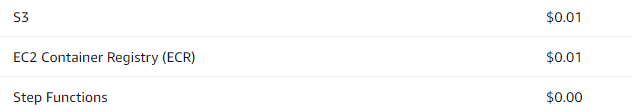 S3 $0.01
EC2 Container Registry (ECR) $0.01
Step Functions $0.00